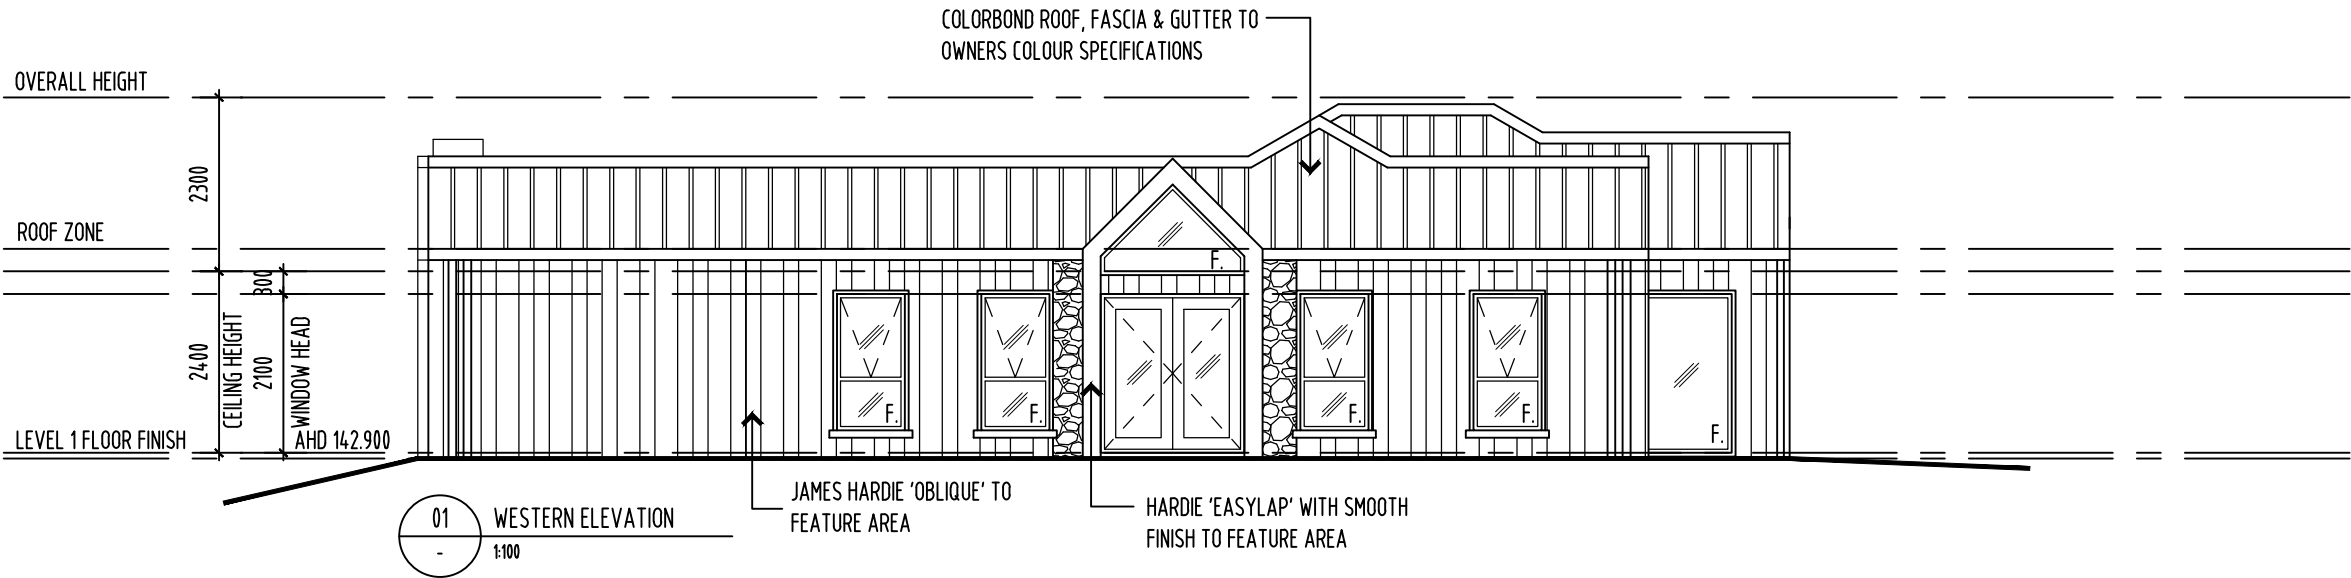 COLORBOND ROOF, FASCIA & GUTTER TO
OWNERS COLOUR SPECIFICATIONS
OVERALL HEIGHT
2300
ROOF ZONE
300
2400
CEILING HEIGHT
2100
WINDOW HEAD
LEVEL 1 FLOOR FINISH
AHD 142.900
F.
F.
F.
F.
F.
F.
JAMES HARDIE 'OBLIQUE' TO
FEATURE AREA
HARDIE 'EASYLAP' WITH SMOOTH
FINISH TO FEATURE AREA
01
-
WESTERN ELEVATION
1:100